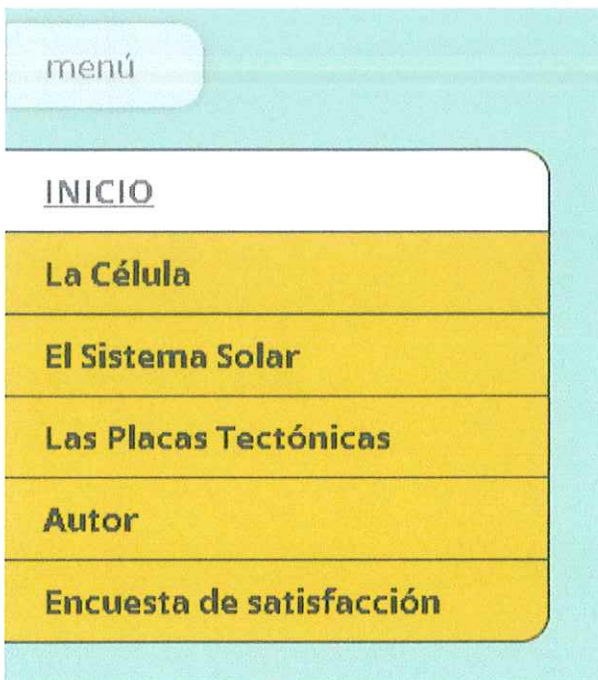 menú
INICIO
La Célula
El Sistema Solar
Las Placas Tectónicas
Autor
Encuesta de satisfacción